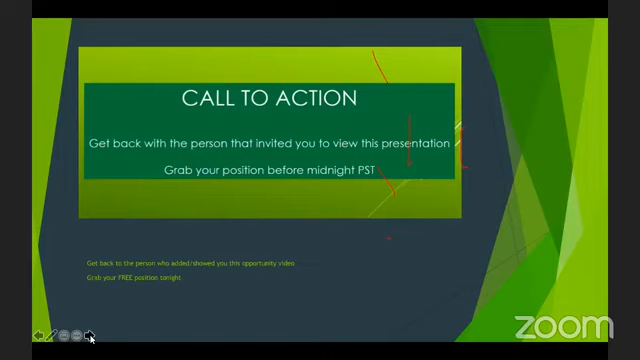 CALL TO ACTION
Get back with the person that invited you to view this presentation
Grab your position before midnight PST
Get back to the person who added/showed you this opportunity video
Grab your FREE position tonight
zoom